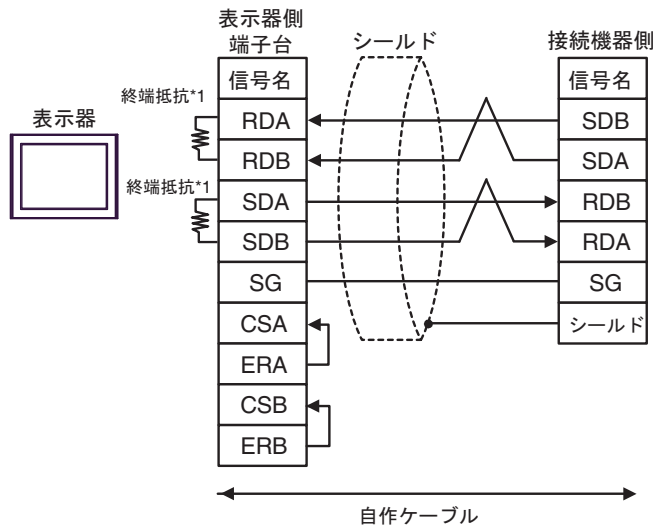 表示器側
端子台
シールド
接続機器側
信号名
信号名
終端抵抗*1
RDA
SDB
表示器
RDB
SDA
終端抵抗*1
SDA
RDB
SDB
RDA
SG
SG
CSA
シールド
ERA
CSB
ERB
自作ケーブル